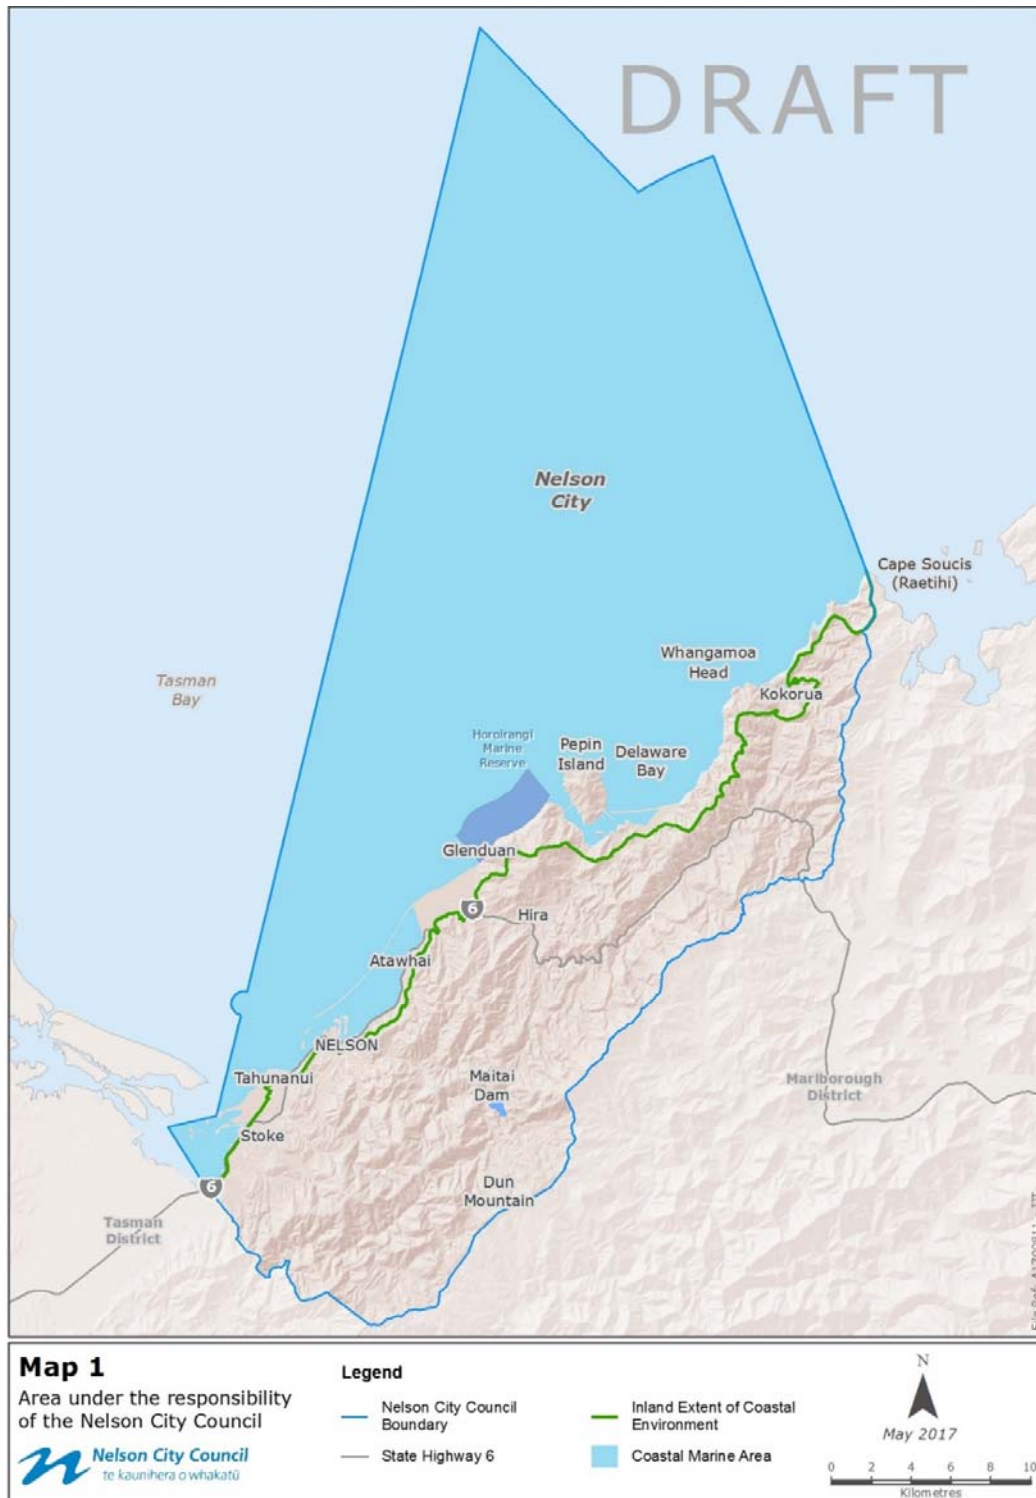 DRAFT
Nelson
City
Cape Soucis
(Raetihi)
Whangamoa
Head
Tasman
Bay
Kokorua
Horoirangi
Marine
Reserve
Pepin
Island
Delaware
Bay
Glenduan
6
Hira
Atawhai
NELSON
Tahunanui
Maitai
Dam
Marlborough
District
Stoke
6
Dun
Mountain
Tasman
District
Map 1
Area under the responsibility
of the Nelson City Council
Nelson City Council
te kaunihera o whakatū
Legend
Nelson City Council
Boundary
State Highway 6
Inland Extent of Coastal
Environment
Coastal Marine Area
N
May 2017
0 2 4 6 8 10
Kilometres